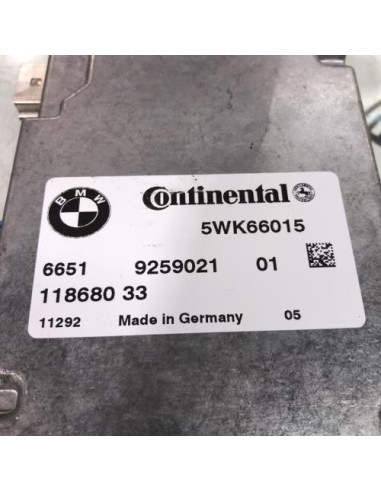 BMW
Continental
5WK66015
6651 9259021 01
118680 33
11292 Made in Germany 05